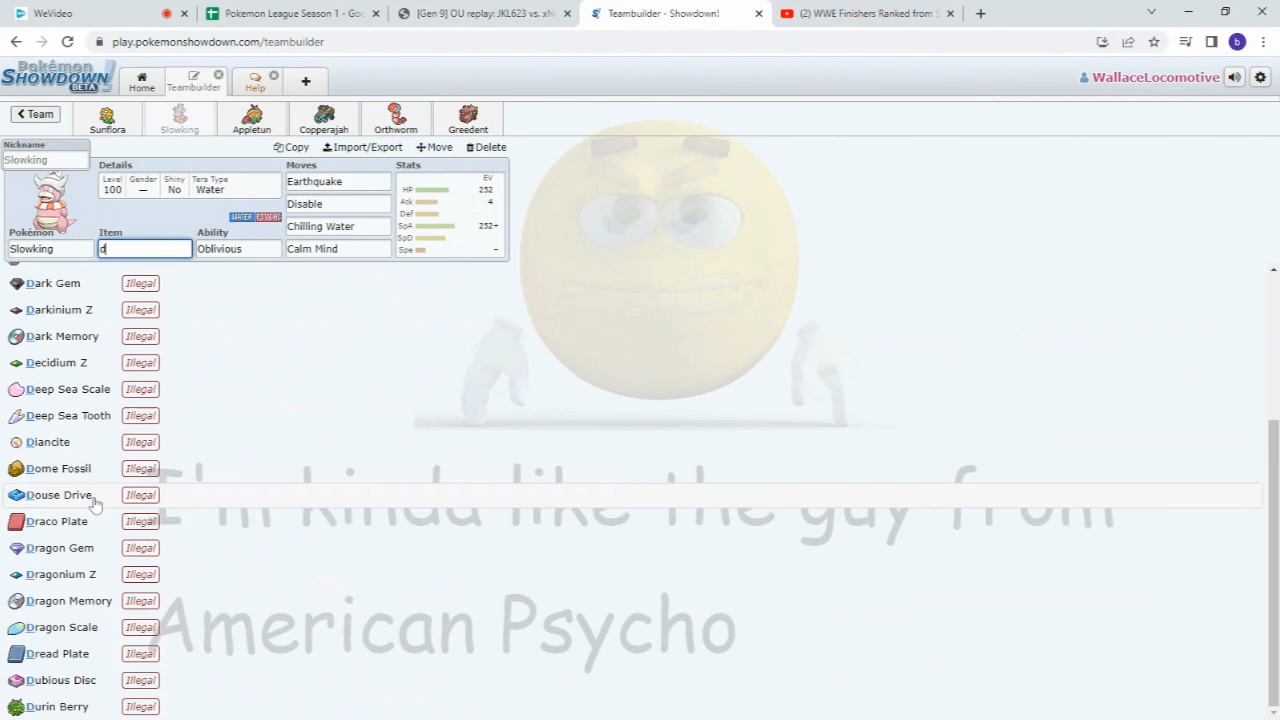 WeVideo
Pokemon League Season 1 - Goo
[Gen 9] OU replay: JKL623 vs. xN
Teambuilder - Showdown!
(2) WWE Finishers Ranked from S
play.pokemonshowdown.com/teambuilder
b
Pokémon
SHOWDOWN!
BETA
Home
Teambuilder
Help
WallaceLocomotive
Team
Sunflora
Slowking
Appletun
Copperajah
Orthworm
Greedent
Copy
Import/Export
Move
Delete
Nickname
Slowking
Details
Level Gender Shiny Tera Type
100 — No Water
WATER PSYCHC
Pokémon
Slowking
Item
d
Ability
Oblivious
Moves
Earthquake
Disable
Chilling Water
Calm Mind
Stats
EV
HP 252
Atk 4
Def
SpA 252+
SpD
Spe –
Dark Gem Illegal
Darkinium Z Illegal
Dark Memory Illegal
Decidium Z Illegal
Deep Sea Scale Illegal
Deep Sea Tooth Illegal
Diancite Illegal
Dome Fossil Illegal
Douse Drive Illegal
Draco Plate Illegal
Dragon Gem Illegal
Dragonium Z Illegal
Dragon Memory Illegal
Dragon Scale Illegal
Dread Plate Illegal
Dubious Disc Illegal
Durin Berry Illegal
I'm kinda like the guy from
American Psycho